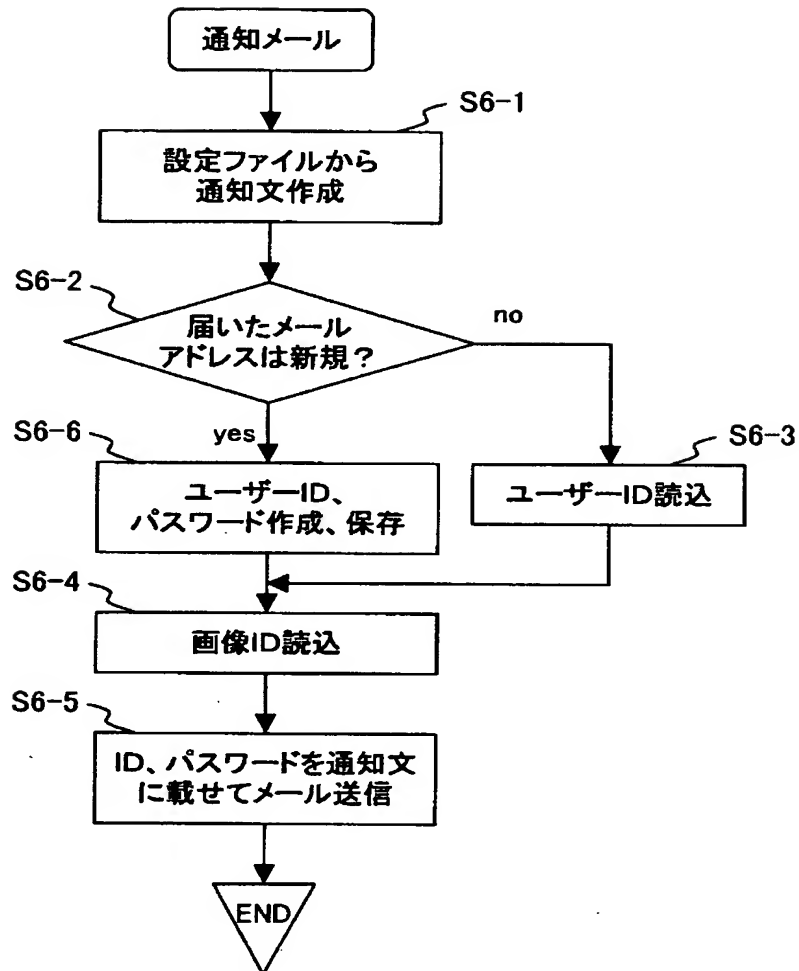 通知メール
S6-1
設定ファイルから
通知文作成
S6-2
届いたメール
アドレスは新規?
no
yes
S6-6
ユーザーID、
パスワード作成、保存
S6-3
ユーザーID読込
S6-4
画像ID読込
S6-5
ID、パスワードを通知文
に載せてメール送信
END